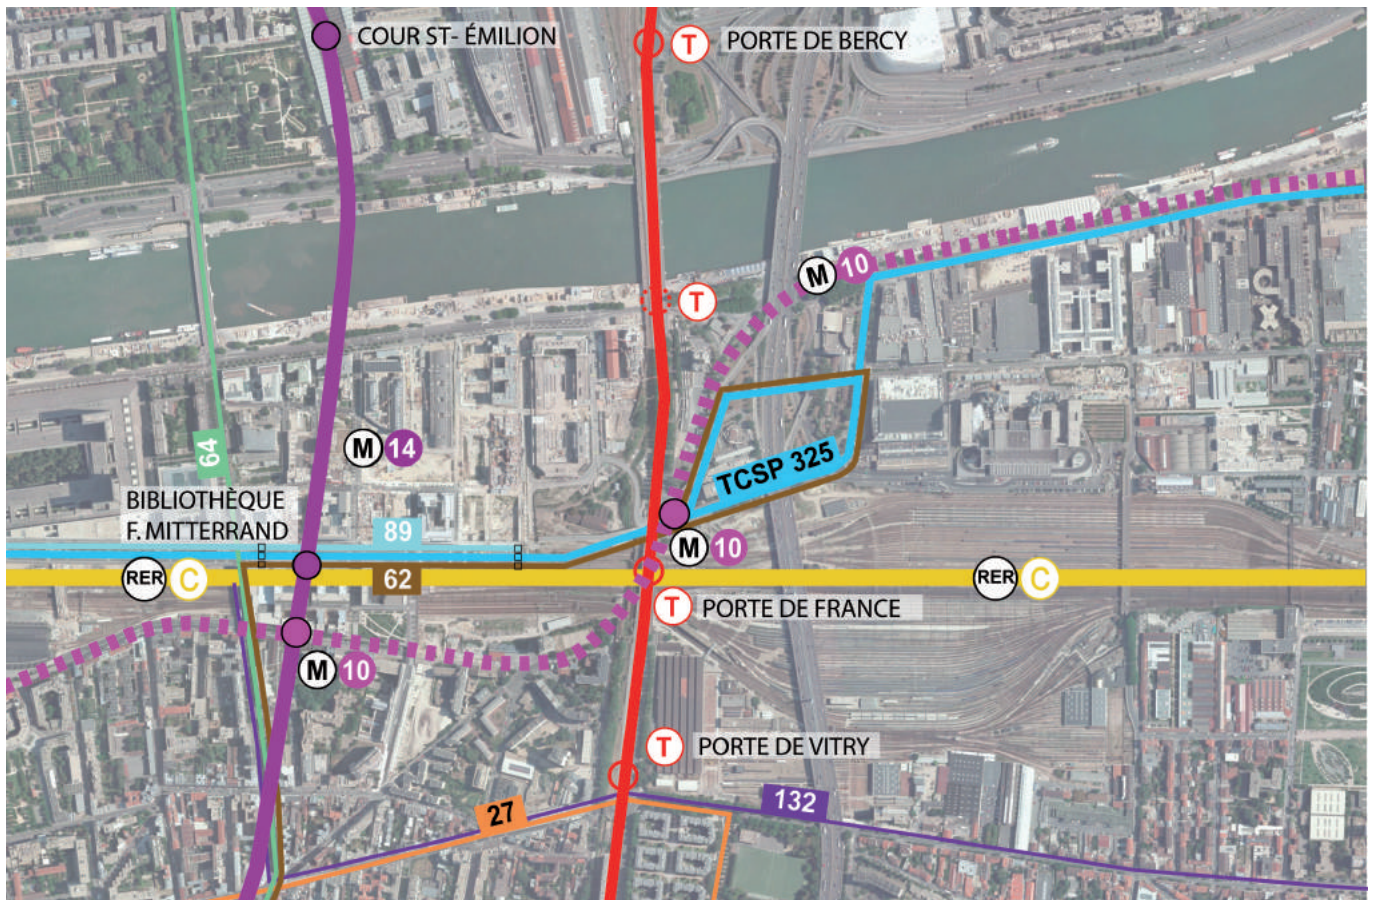 COUR ST- ÉMILION
T PORTE DE BERCY
M 10
T
64
M 14
TCSP 325
BIBLIOTHÈQUE
F. MITTERRAND
89
M 10
RER C
62
RER C
T PORTE DE FRANCE
M 10
T PORTE DE VITRY
27
132